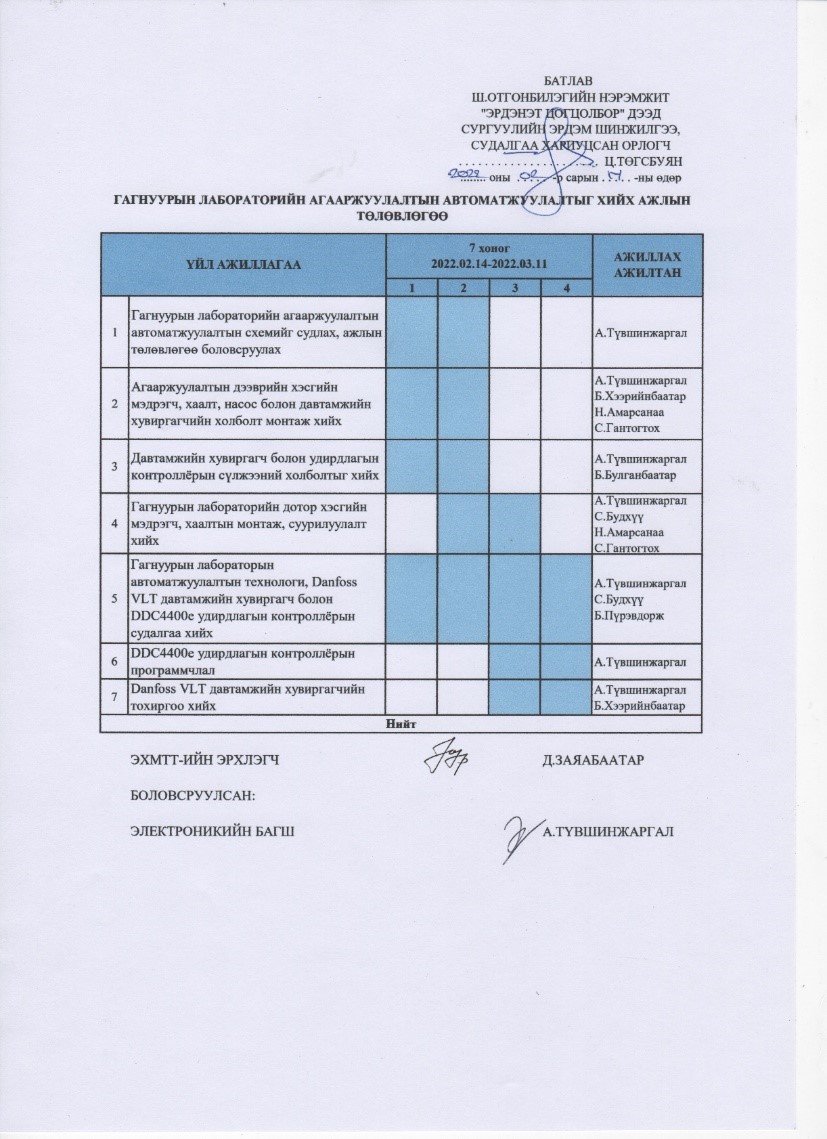 БАТЛАВ
Ш.ОТГОНБИЛЭГИЙН НЭРЭМЖИТ
"ЭРДЭНЭТ ЦОГЦОЛБОР" ДЭЭД
СУРГУУЛИЙН ЭРДЭМ ШИНЖИЛГЭЭ,
СУДАЛГАА ХАРИУЦСАН ОРЛОГЧ
Ц.ТӨГСБУЯН
оны 02 -р сарын -ны өдөр
ГАГНУУРЫН ЛАБОРАТОРИЙН АГААРЖУУЛАЛТЫН АВТОМАТЖУУЛАЛТЫГ ХИЙХ АЖЛЫН
ТӨЛӨВЛӨГӨӨ
ҮЙЛ АЖИЛЛАГАА
7 хоног
2022.02.14-2022.03.11
АЖИЛЛАХ
АЖИЛТАН
1 2 3 4
1
Гагнуурын лабораторийн агааржуулалтын
автоматжуулалтын схемийг судлах, ажлын
төлөвлөгөө боловсруулах
А.Түвшинжаргал
2
Агааржуулалтын дээврийн хэсгийн
мэдрэгч, хаалт, насос болон давтамжийн
хувиргагчийн холболт монтаж хийх
А.Түвшинжаргал
Б.Хээрийнбаатар
Н.Амарсанаа
С.Гантогтох
3
Давтамжийн хувиргагч болон удирдлагын
контроллёрын сүлжээний холболтыг хийх
А.Түвшинжаргал
Б.Булганбаатар
4
Гагнуурын лабораторийн дотор хэсгийн
мэдрэгч, хаалтын монтаж, суурилуулалт
хийх
А.Түвшинжаргал
С.Будхүү
Н.Амарсанаа
С.Гантогтох
5
Гагнуурын лабораторын
автоматжуулалтын технологи, Danfoss
VLT давтамжийн хувиргагч болон
DDC4400e удирдлагын контроллёрын
судалгаа хийх
А.Түвшинжаргал
С.Будхүү
Б.Пүрэвдорж
6
DDC4400e удирдлагын контроллёрын
программчлал
А.Түвшинжаргал
7
Danfoss VLT давтамжийн хувиргагчийн
тохиргоо хийх
А.Түвшинжаргал
Б.Хээрийнбаатар
Нийт
ЭХМТТ-ИЙН ЭРХЛЭГЧ Д.ЗАЯАБААТАР
БОЛОВСРУУЛСАН:
ЭЛЕКТРОНИКИЙН БАГШ А.ТҮВШИНЖАРГАЛ